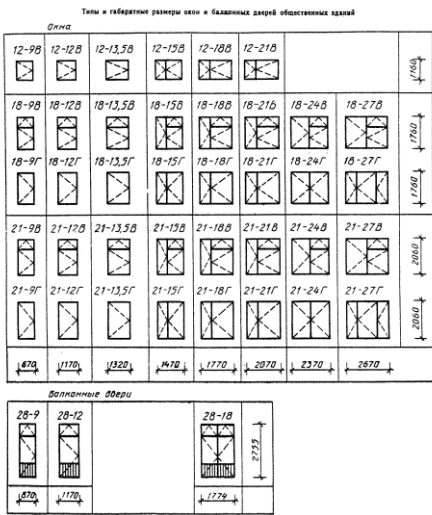 Типы и габаритные размеры окон и балконных дверей общественных зданий
Окна
12-9В 12-12В 12-13,5В 12-15В 12-18В 12-21В
1160
18-9В 18-12В 18-13,5В 18-15В 18-18В 18-21В 18-24В 18-27В
1760
18-9Г 18-12Г 18-13,5Г 18-15Г 18-18Г 18-21Г 18-24Г 18-27Г
1760
21-9В 21-12В 21-13,5В 21-15В 21-18В 21-21В 21-24В 21-27В
2060
21-9Г 21-12Г 21-13,5Г 21-15Г 21-18Г 21-21Г 21-24Г 21-27Г
2060
870 1170 1320 1470 1770 2070 2370 2670
Балконные двери
28-9 28-12 28-18
2755
870 1170 1774